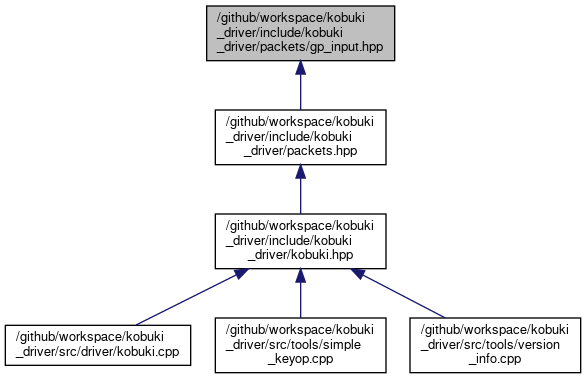 /github/workspace/kobuki
_driver/include/kobuki
_driver/packets/gp_input.hpp
/github/workspace/kobuki
_driver/include/kobuki
_driver/packets.hpp
/github/workspace/kobuki
_driver/include/kobuki
_driver/kobuki.hpp
/github/workspace/kobuki
_driver/src/driver/kobuki.cpp
/github/workspace/kobuki
_driver/src/tools/simple
_keyop.cpp
/github/workspace/kobuki
_driver/src/tools/version
_info.cpp